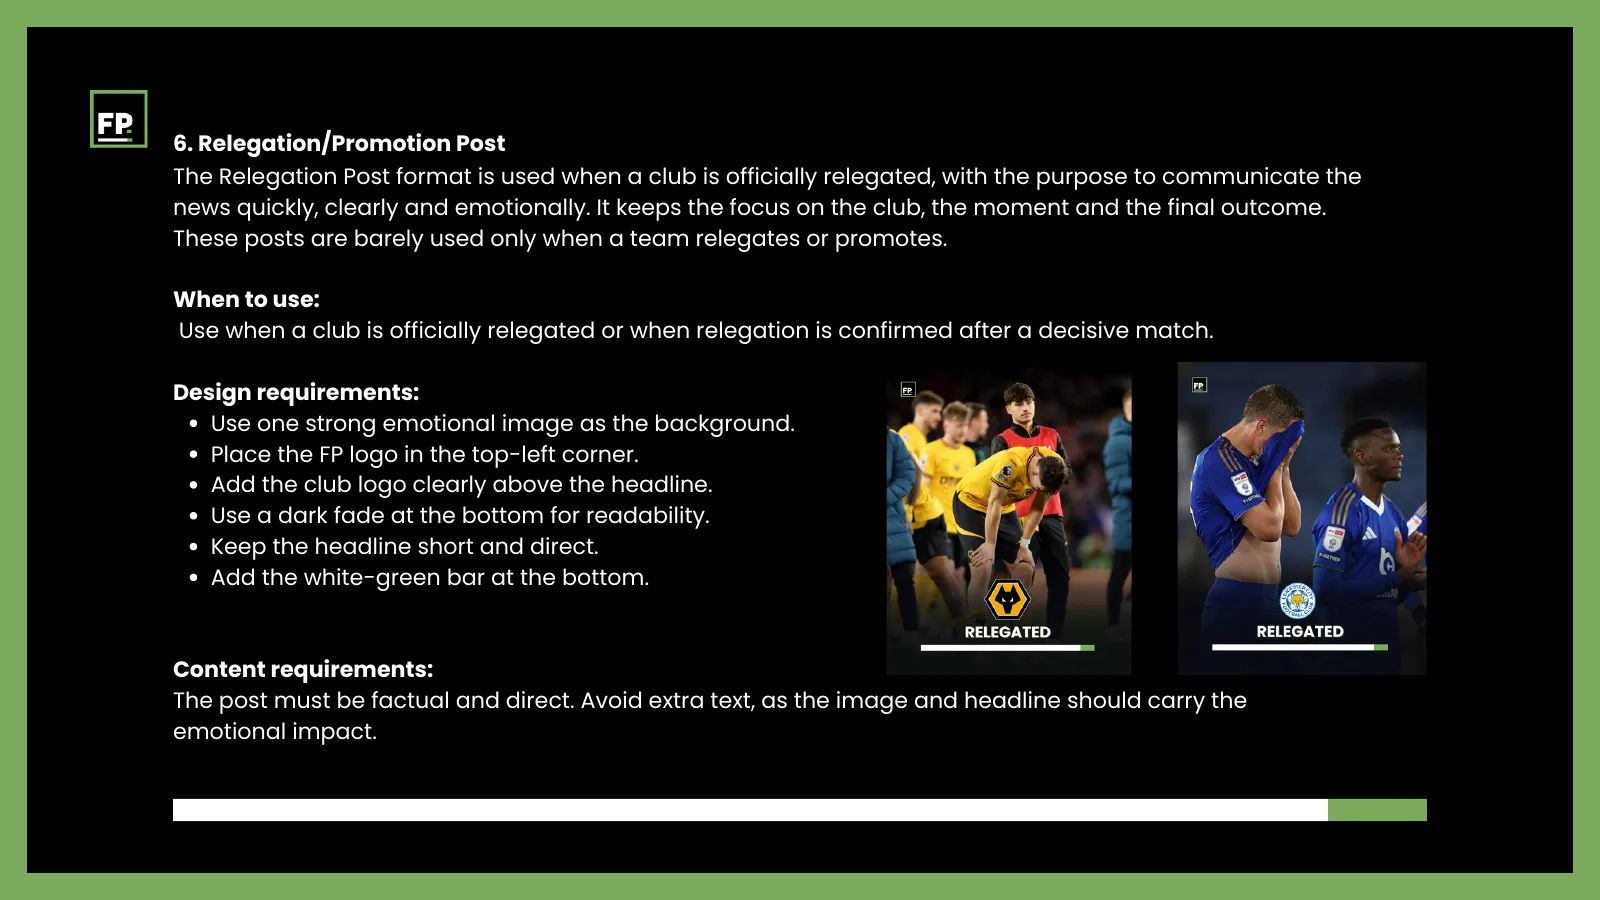 FP.
6. Relegation/Promotion Post
The Relegation Post format is used when a club is officially relegated, with the purpose to communicate the
news quickly, clearly and emotionally. It keeps the focus on the club, the moment and the final outcome.
These posts are barely used only when a team relegates or promotes.
When to use:
Use when a club is officially relegated or when relegation is confirmed after a decisive match.
Design requirements:
• Use one strong emotional image as the background.
• Place the FP logo in the top-left corner.
• Add the club logo clearly above the headline.
• Use a dark fade at the bottom for readability.
• Keep the headline short and direct.
• Add the white-green bar at the bottom.
FP
RELEGATED
FP
RELEGATED
Content requirements:
The post must be factual and direct. Avoid extra text, as the image and headline should carry the
emotional impact.